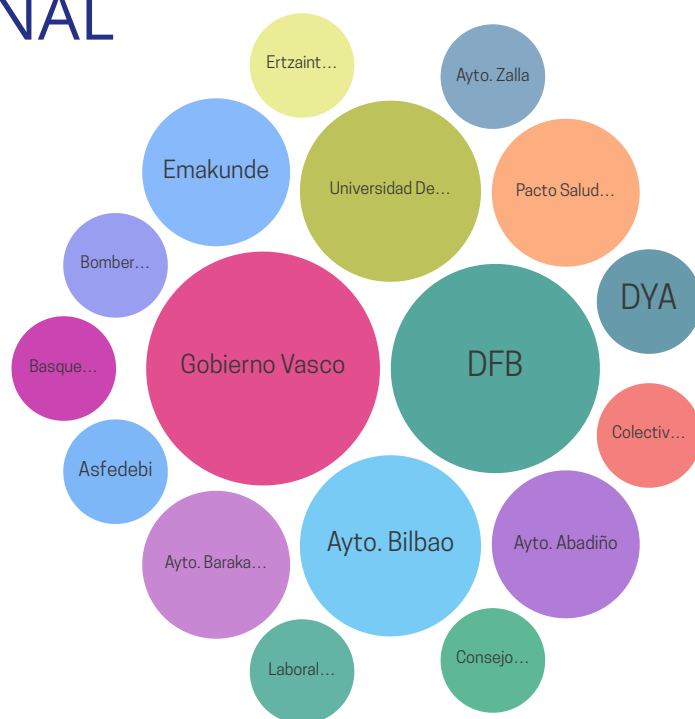 NAL
Ertzaint...
Ayto. Zalla
Emakunde
Universidad De...
Pacto Salud...
Bomber...
DYA
Basque...
Gobierno Vasco
DFB
Colectiv...
Asfedebi
Ayto. Baraka...
Ayto. Bilbao
Ayto. Abadiño
Laboral...
Consejo...